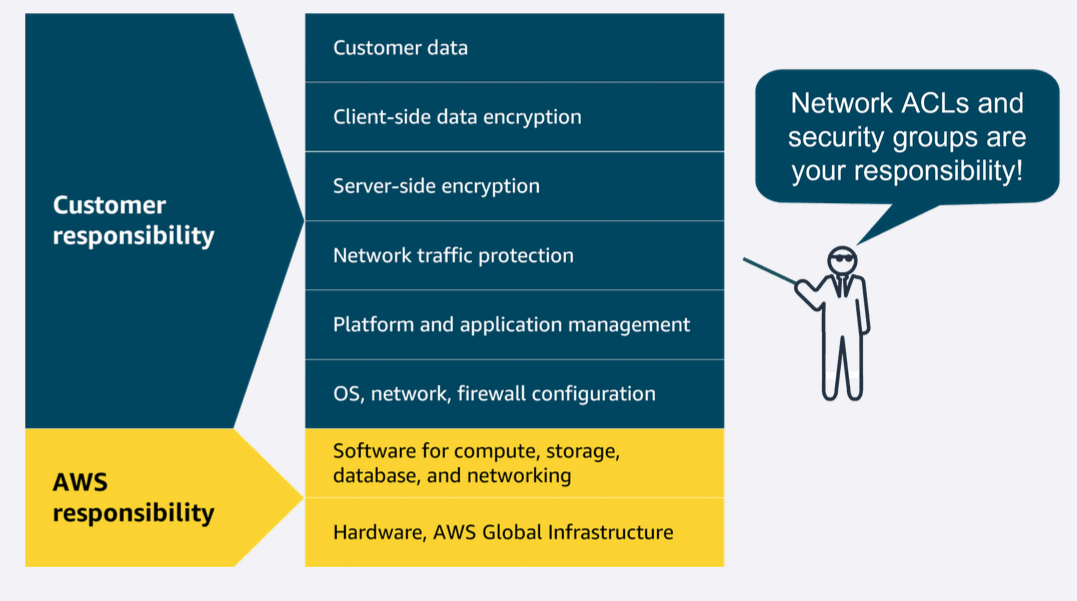 Customer
responsibility
Customer data
Client-side data encryption
Server-side encryption
Network traffic protection
Platform and application management
OS, network, firewall configuration
Network ACLs and
security groups are
your responsibility!
AWS
responsibility
Software for compute, storage,
database, and networking
Hardware, AWS Global Infrastructure